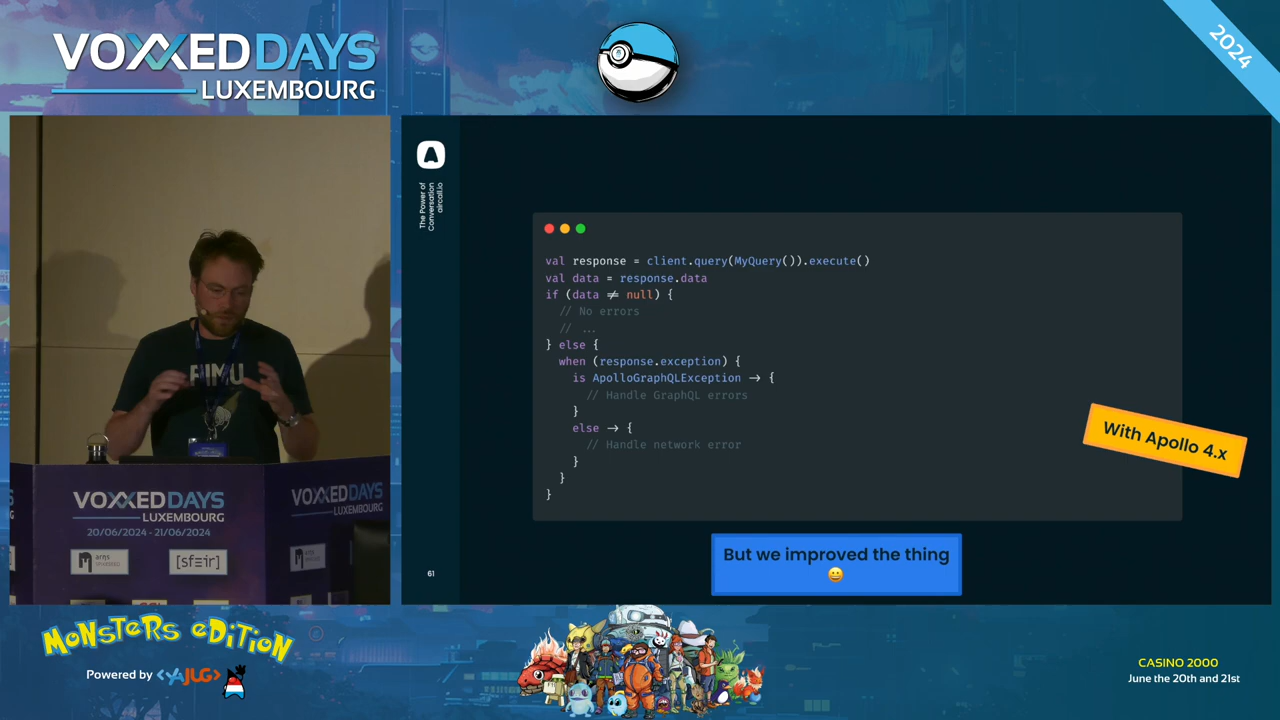 VOXXEDDAYS
LUXEMBOURG
2024
The Power of
Conversation
aircall.io
val response = client.query(MyQuery()).execute()
val data = response.data
if (data ≠ null) {
// No errors
// ...
} else {
when (response.exception) {
is ApolloGraphQLException → {
// Handle GraphQL errors
}
else → {
// Handle network error
}
}
}
With Apollo 4.x
But we improved the thing
😀
61
VOXXEDDAYS
LUXEMBOURG
20/06/2024 - 21/06/2024
[sfeir]
VOXXEDDAYS
LUXEMBOURG
MONSTERS EDITION
Powered by <YAJUG>
CASINO 2000
June the 20th and 21st